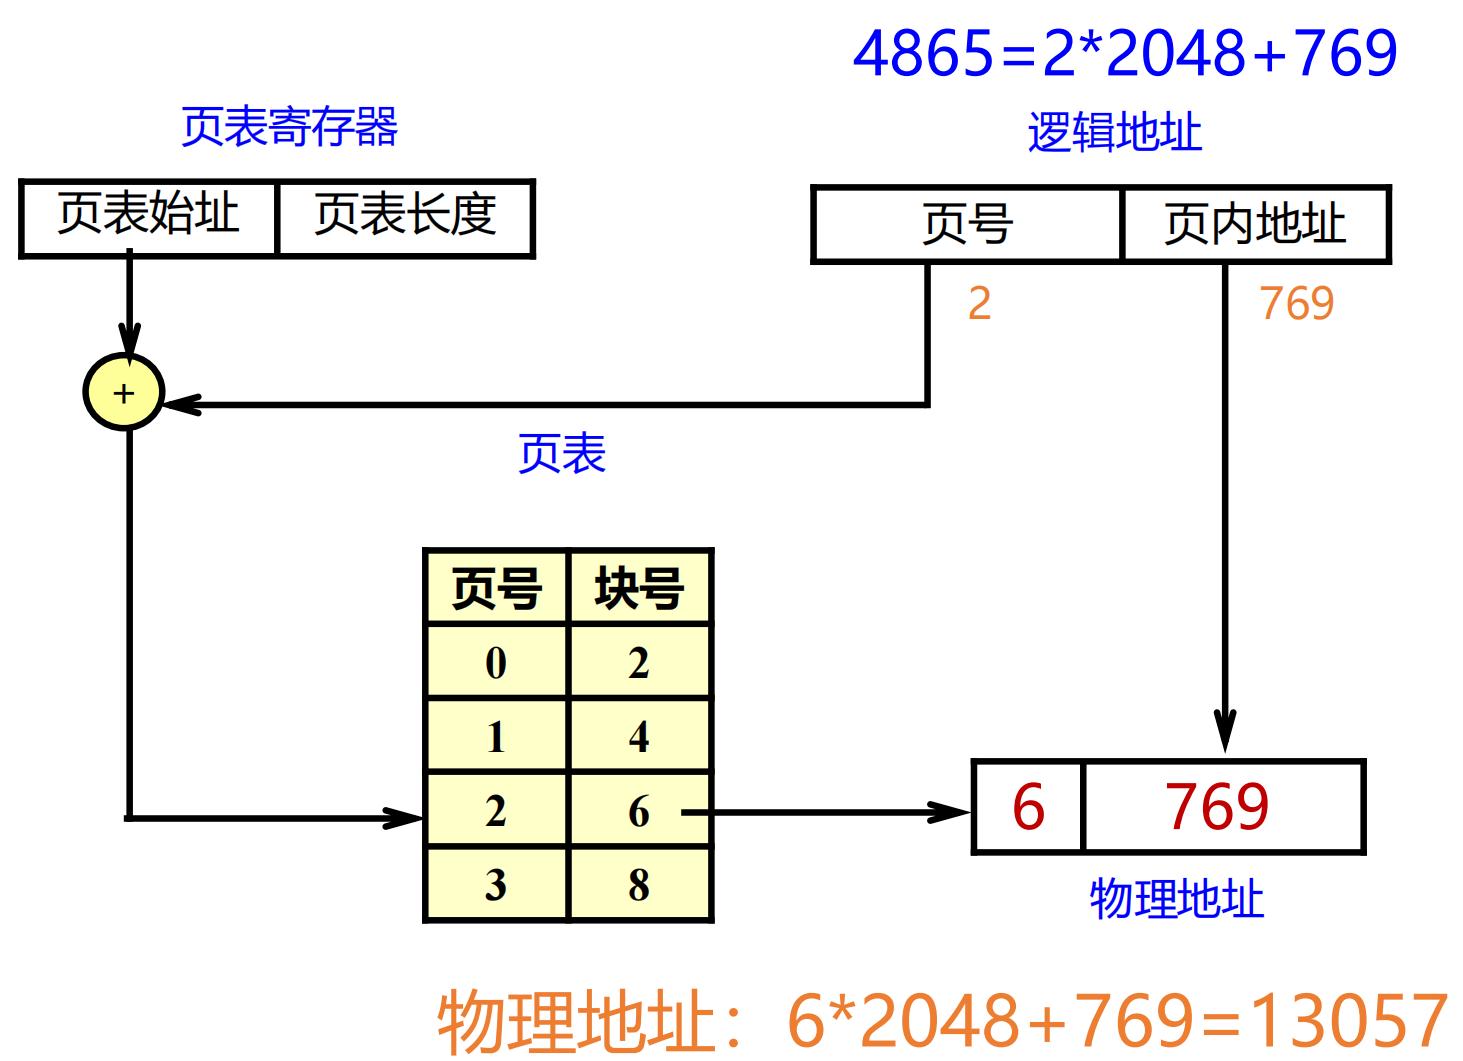 4865=2*2048+769
页表寄存器
逻辑地址
页表始址 页表长度
页号 页内地址
2 769
+
页表
页号 块号
0 2
1 4
2 6
3 8
6 769
物理地址
物理地址：6*2048+769=13057